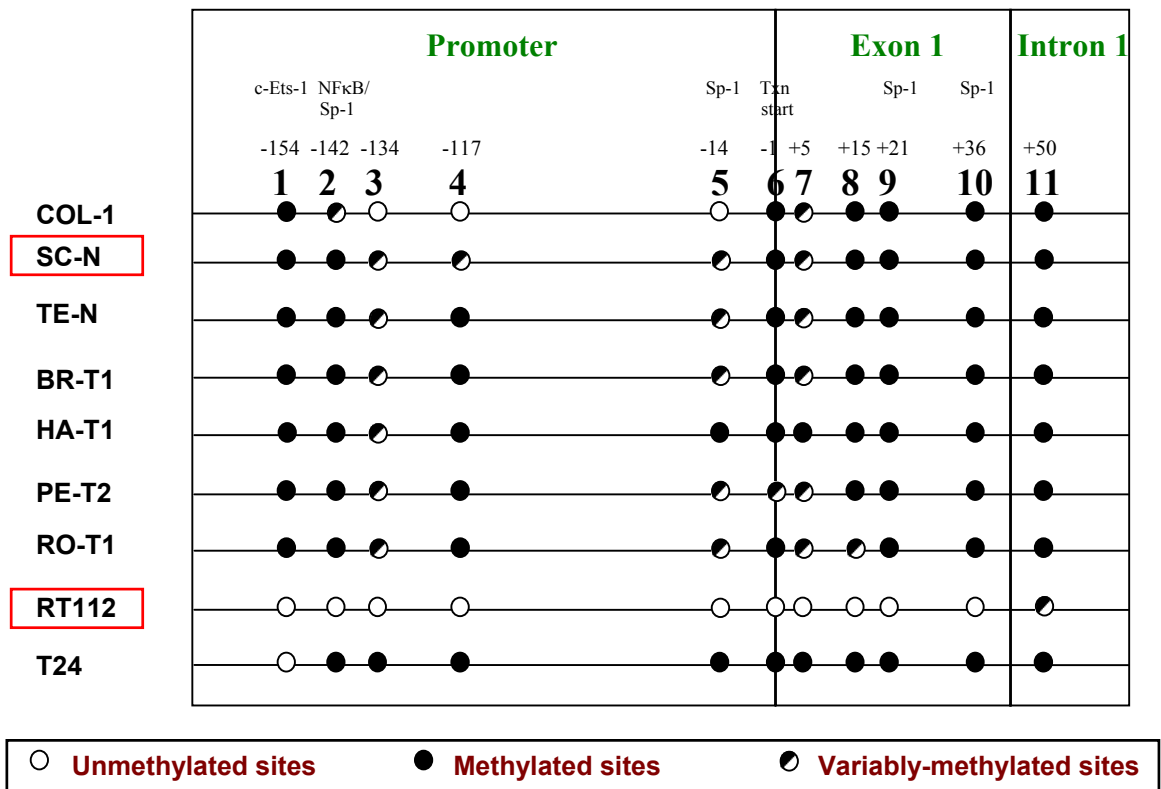 Promoter Exon 1 Intron 1
c-Ets-1 NFκB/ Sp-1 Txn Sp-1 Sp-1
Sp-1 start
-154 -142 -134 -117 -14 -1 +5 +15 +21 +36 +50
1 2 3 4 5 6 7 8 9 10 11
COL-1
SC-N
TE-N
BR-T1
HA-T1
PE-T2
RO-T1
RT112
T24
Unmethylated sites Methylated sites Variably-methylated sites